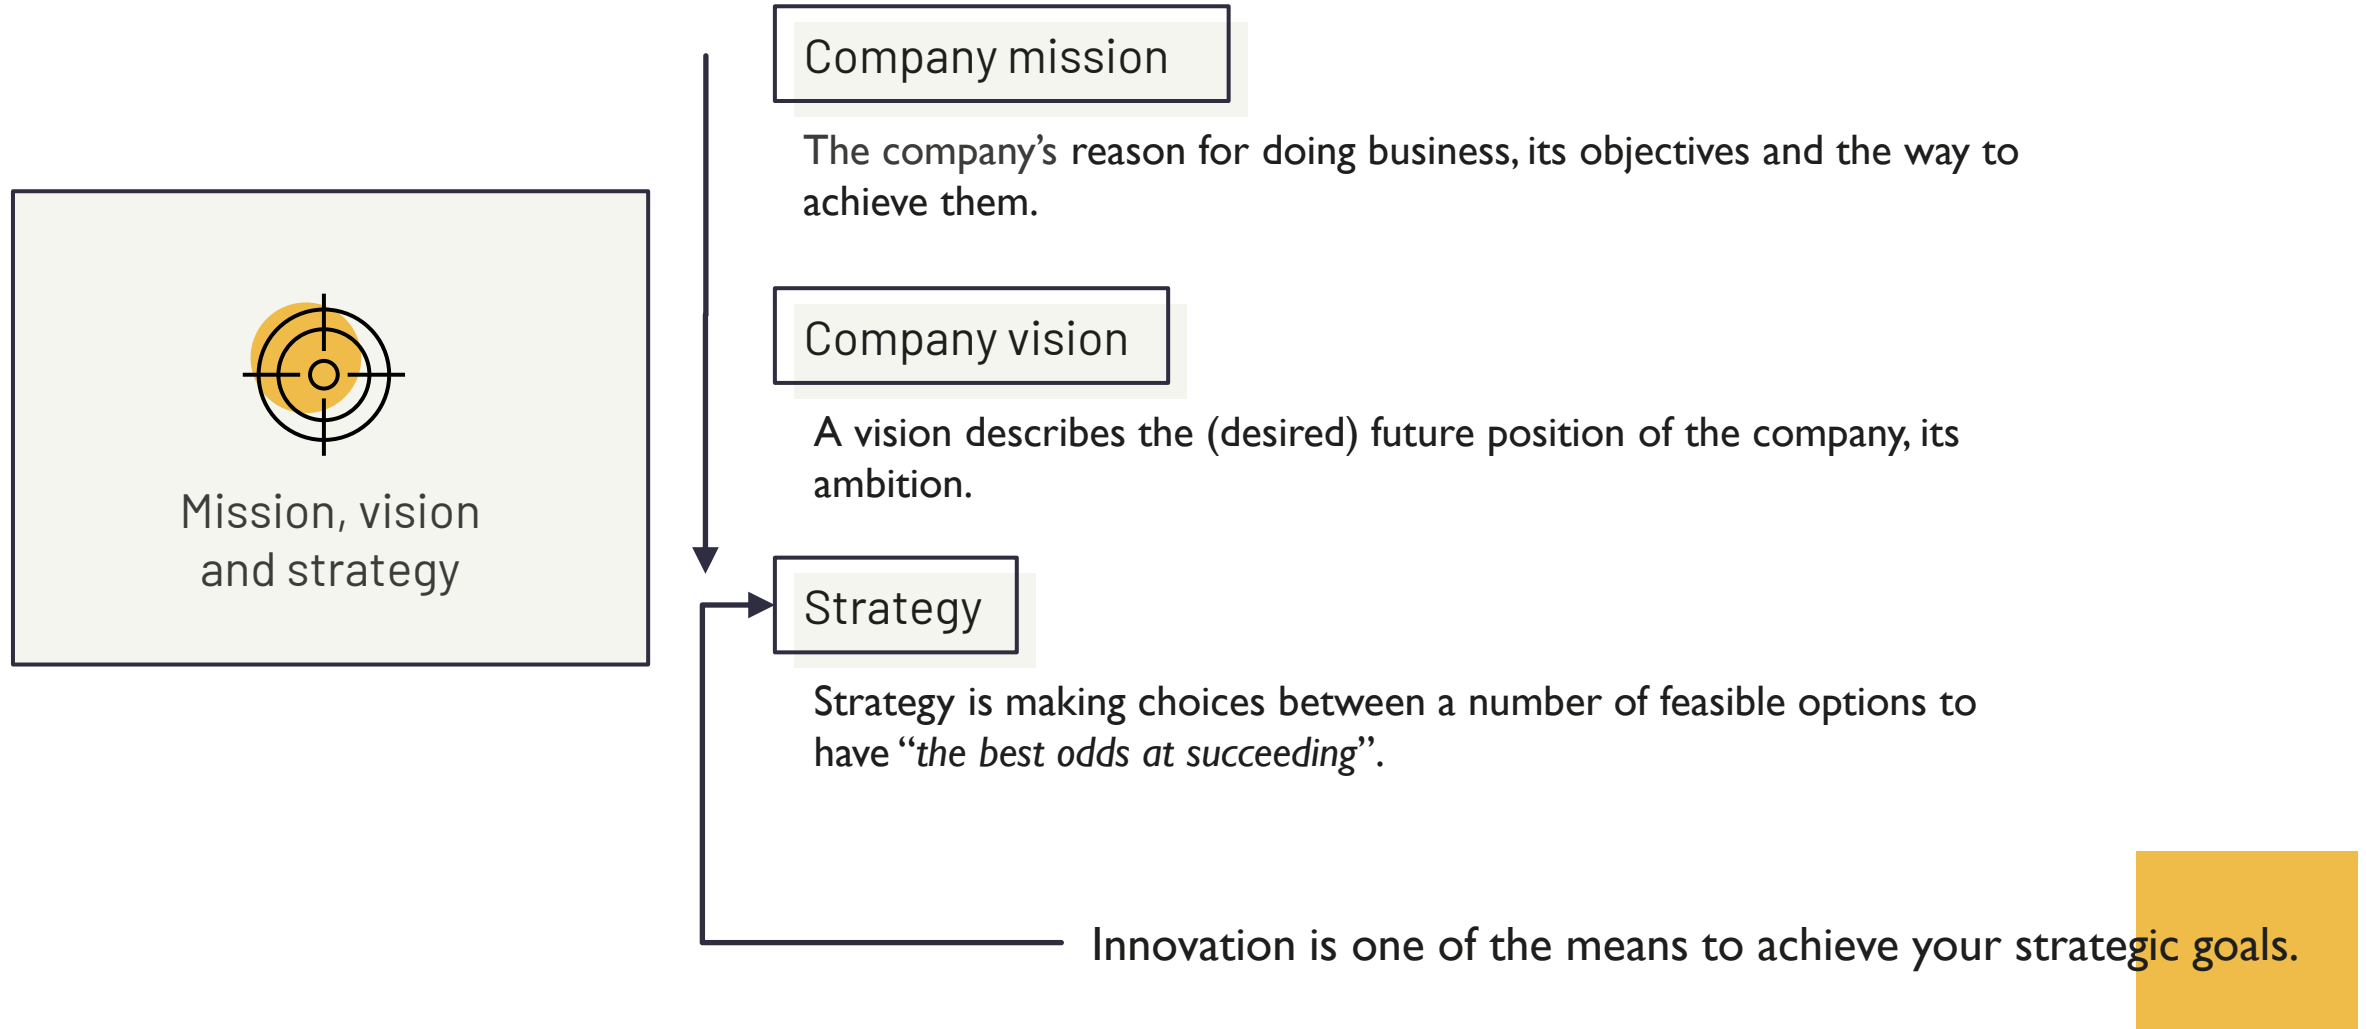 Company mission
The company’s reason for doing business, its objectives and the way to
achieve them.
Mission, vision
and strategy
Company vision
A vision describes the (desired) future position of the company, its
ambition.
Strategy
Strategy is making choices between a number of feasible options to
have “the best odds at succeeding”.
Innovation is one of the means to achieve your strategic goals.